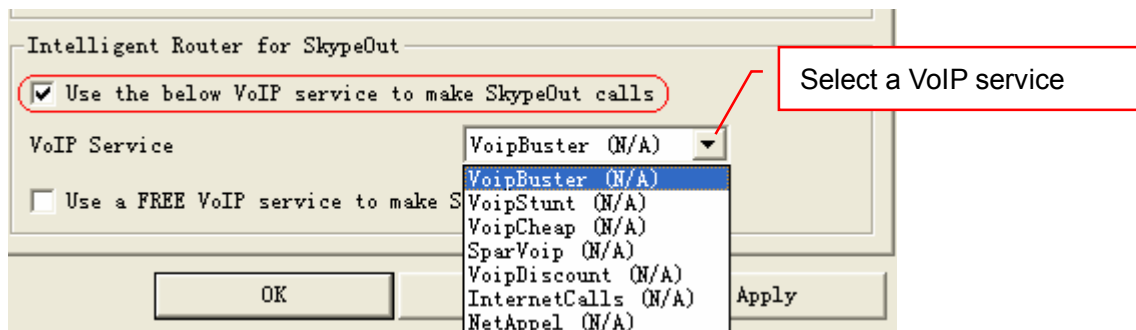 Intelligent Router for SkypeOut
Use the below VoIP service to make SkypeOut calls
Select a VoIP service
VoIP Service
VoipBuster (N/A)
VoipBuster (N/A)
Use a FREE VoIP service to make S
VoipStunt (N/A)
VoipCheap (N/A)
SparVoip (N/A)
VoipDiscount (N/A)
InternetCalls (N/A)
NetAppel (N/A)
OK
Apply